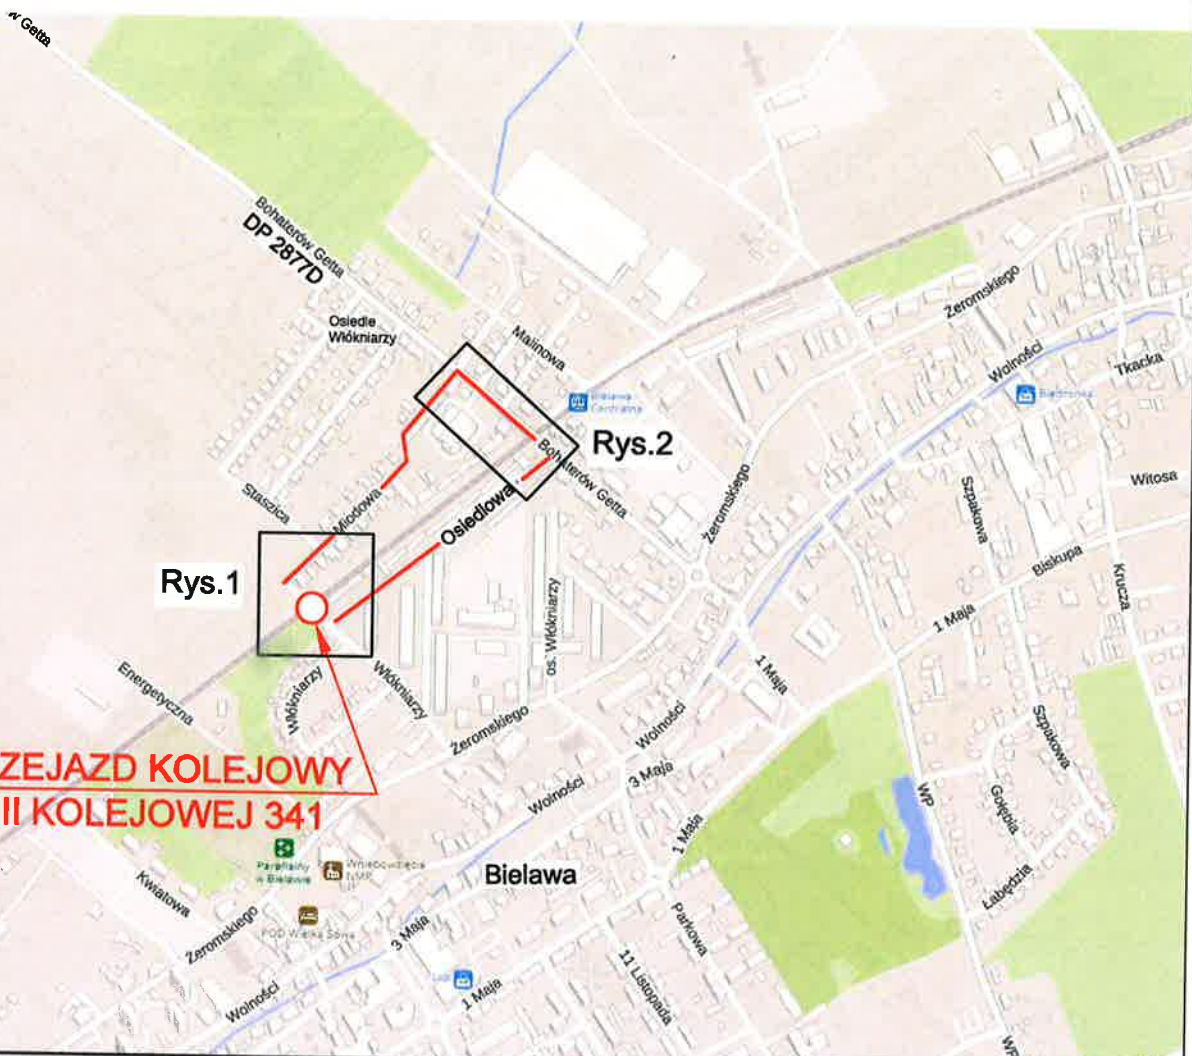 w Getta
Bohaterów Getta
DP 2877D
Osiedle
Włókniarzy
Malinowa
Żeromskiego
Wolności
Tkacka
Biedronka
Bielawa
Centralna
Rys.2
Bohaterów Getta
Staszica
Miodowa
Osiedlowa
Żeromskiego
Szpakowa
Witosa
Rys.1
os. Włókniarzy
Biskupa
Krucza
1 Maja
Energetyczna
Włókniarzy
Włókniarzy
1 Maja
Żeromskiego
Wolności
Szpakowa
ZEJAZD KOLEJOWY
II KOLEJOWEJ 341
3 Maja
Wolności
WP
Gołębia
1 Maja
Parafialny
w Bielawie
Wniebowzięcia
NMP
Bielawa
Łabędzia
Kwiatowa
Żeromskiego
POD Wielka Sowa
3 Maja
Parkowa
11 Listopada
Lidl
1 Maja
Wolności
WP